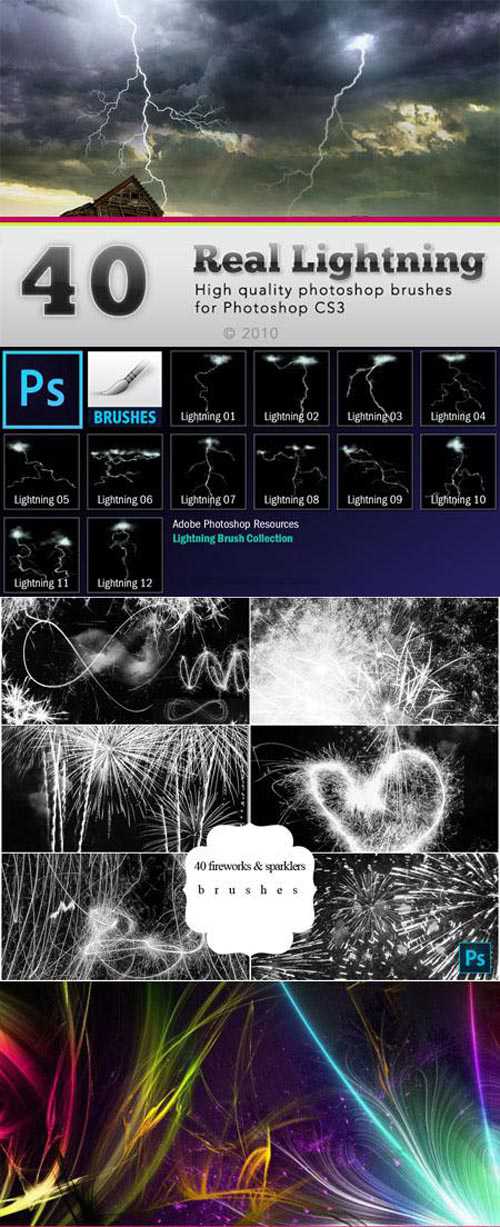 40
Real Lightning
High quality photoshop brushes
for Photoshop CS3
© 2010
Ps
BRUSHES
Lightning 01
Lightning 02
Lightning 03
Lightning 04
Lightning 05
Lightning 06
Lightning 07
Lightning 08
Lightning 09
Lightning 10
Lightning 11
Lightning 12
Adobe Photoshop Resources
Lightning Brush Collection
40 fireworks & sparklers
brushes
Ps